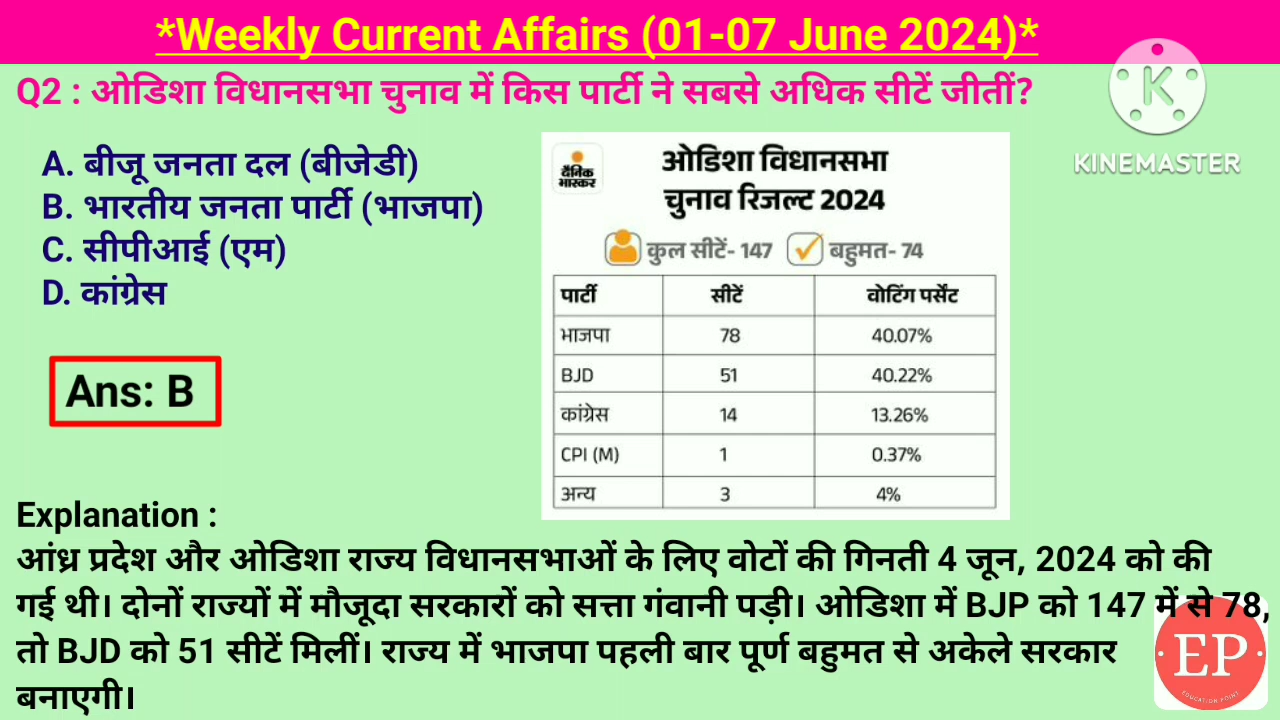 *Weekly Current Affairs (01-07 June 2024)*
Q2 : ओडिशा विधानसभा चुनाव में किस पार्टी ने सबसे अधिक सीटें जीतीं?
K
KINEMASTER
A. बीजू जनता दल (बीजेडी)
B. भारतीय जनता पार्टी (भाजपा)
C. सीपीआई (एम)
D. कांग्रेस
Ans: B
दैनिक
भास्कर
ओडिशा विधानसभा
चुनाव रिजल्ट 2024
कुल सीटें- 147 बहुमत- 74
पार्टी सीटें वोटिंग पर्सेंट
भाजपा 78 40.07%
BJD 51 40.22%
कांग्रेस 14 13.26%
CPI (M) 1 0.37%
अन्य 3 4%
Explanation :
आंध्र प्रदेश और ओडिशा राज्य विधानसभाओं के लिए वोटों की गिनती 4 जून, 2024 को की
गई थी। दोनों राज्यों में मौजूदा सरकारों को सत्ता गंवानी पड़ी। ओडिशा में BJP को 147 में से 78,
तो BJD को 51 सीटें मिलीं। राज्य में भाजपा पहली बार पूर्ण बहुमत से अकेले सरकार
बनाएगी।
EP
EDUCATION POINT